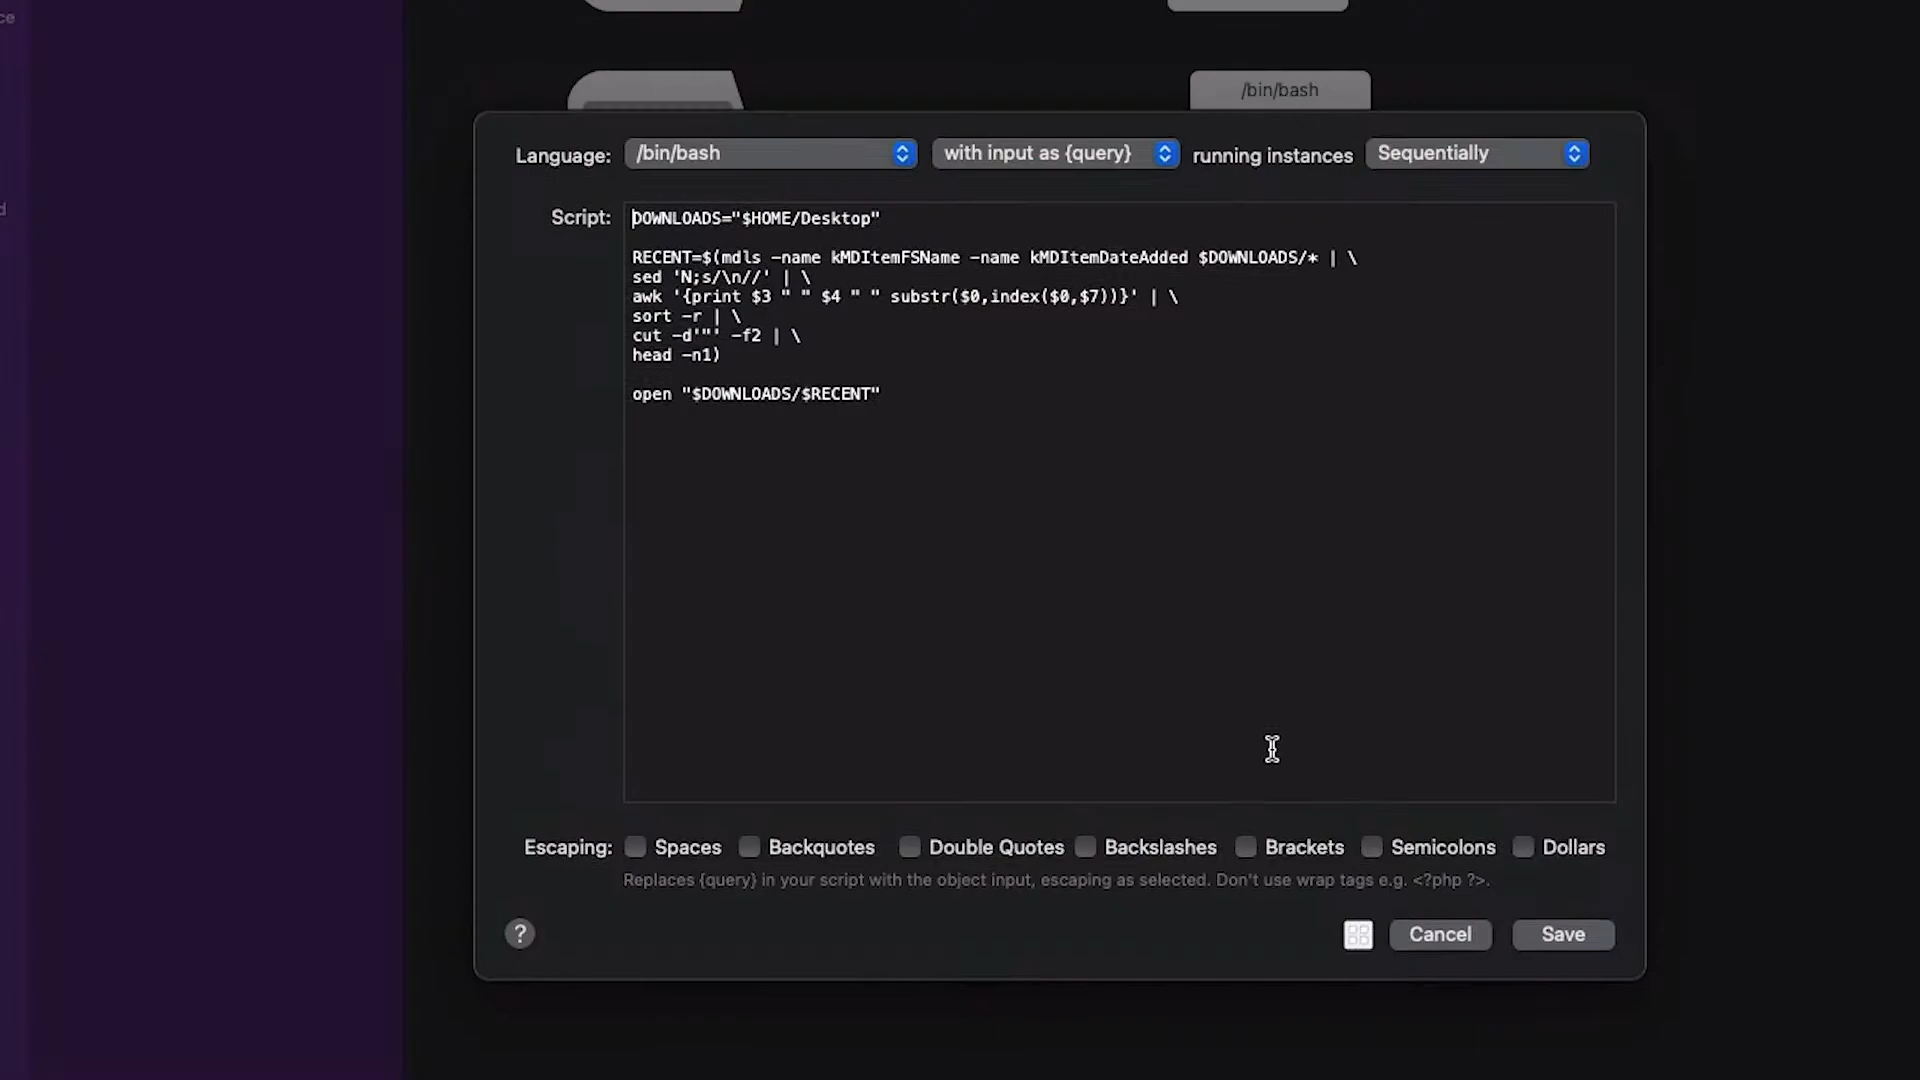 ce
d
/bin/bash
Language: /bin/bash with input as {query} running instances Sequentially
Script: DOWNLOADS="$HOME/Desktop"
RECENT=$(mdls -name kMDItemFSName -name kMDItemDateAdded $DOWNLOADS/* | \
sed 'N;s/\n//' | \
awk '{print $3 " " $4 " " substr($0,index($0,$7))}' | \
sort -r | \
cut -d'"' -f2 | \
head -n1)
open "$DOWNLOADS/$RECENT"
Escaping: Spaces Backquotes Double Quotes Backslashes Brackets Semicolons Dollars
Replaces {query} in your script with the object input, escaping as selected. Don't use wrap tags e.g. <?php ?>.
? Cancel Save